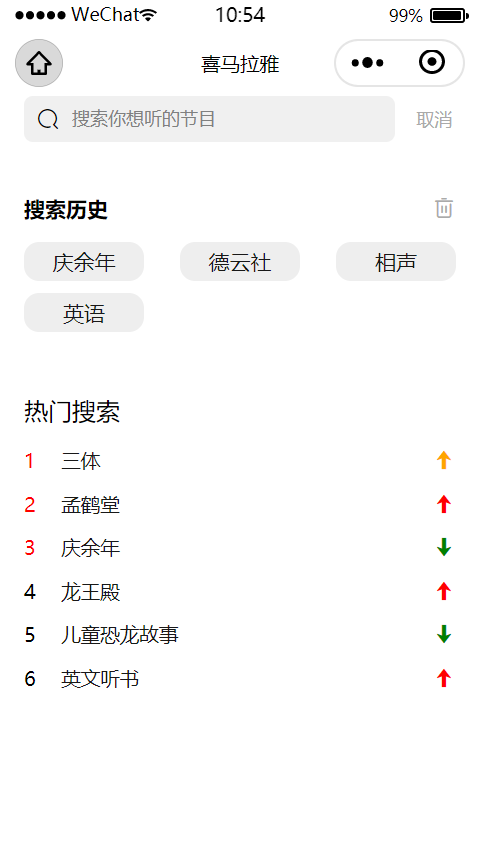 WeChat 10:54 99%
喜马拉雅
搜索你想听的节目 取消
搜索历史
庆余年 德云社 相声
英语
热门搜索
1 三体
2 孟鹤堂
3 庆余年
4 龙王殿
5 儿童恐龙故事
6 英文听书